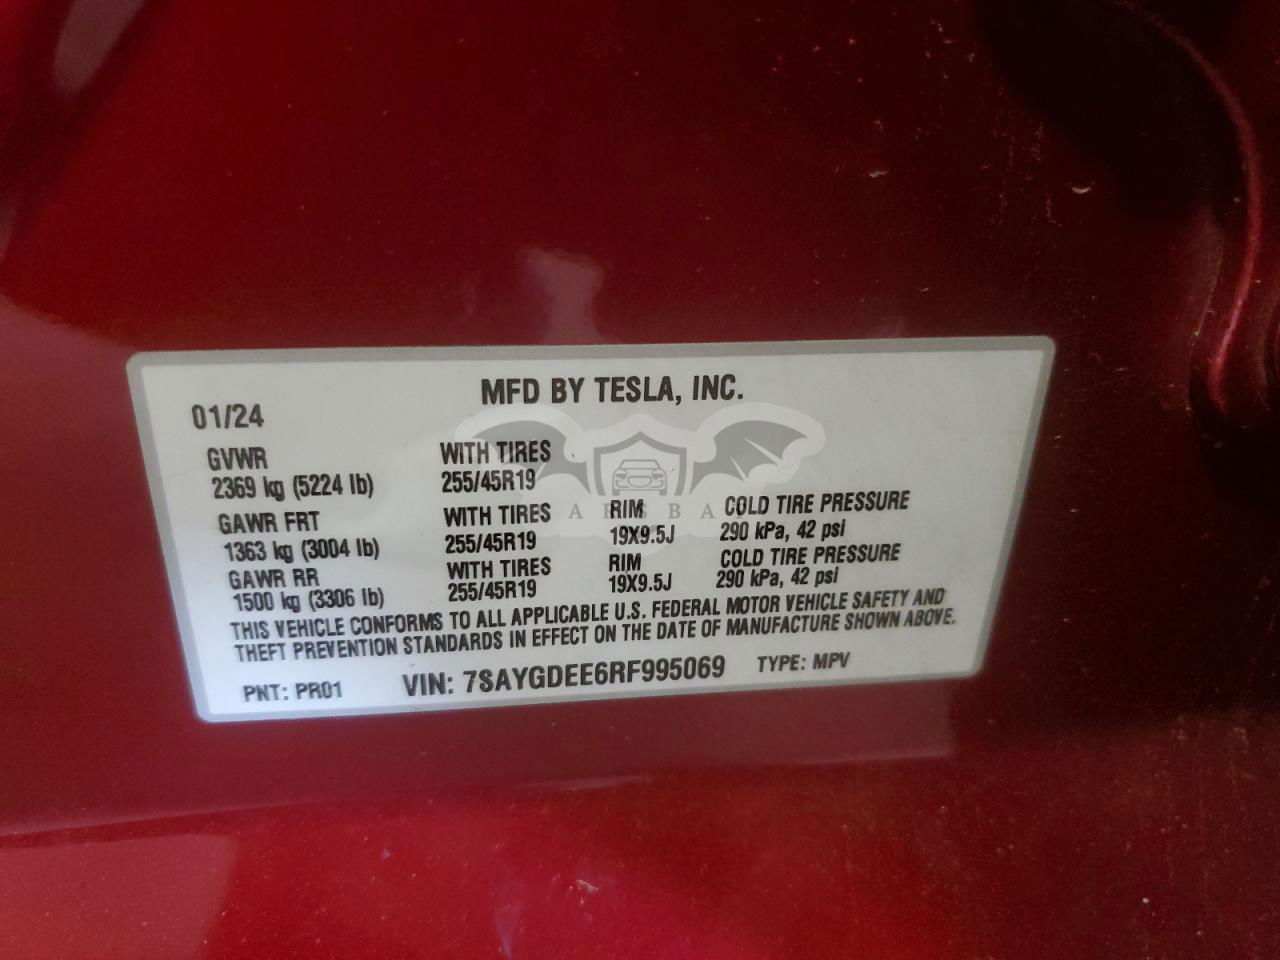 MFD BY TESLA, INC.
01/24
GVWR WITH TIRES
2369 kg (5224 lb) 255/45R19
GAWR FRT WITH TIRES RIM COLD TIRE PRESSURE
1363 kg (3004 lb) 255/45R19 19X9.5J 290 kPa, 42 psi
GAWR RR WITH TIRES RIM COLD TIRE PRESSURE
1500 kg (3306 lb) 255/45R19 19X9.5J 290 kPa, 42 psi
THIS VEHICLE CONFORMS TO ALL APPLICABLE U.S. FEDERAL MOTOR VEHICLE SAFETY AND
THEFT PREVENTION STANDARDS IN EFFECT ON THE DATE OF MANUFACTURE SHOWN ABOVE.
PNT: PR01 VIN: 7SAYGDEE6RF995069 TYPE: MPV